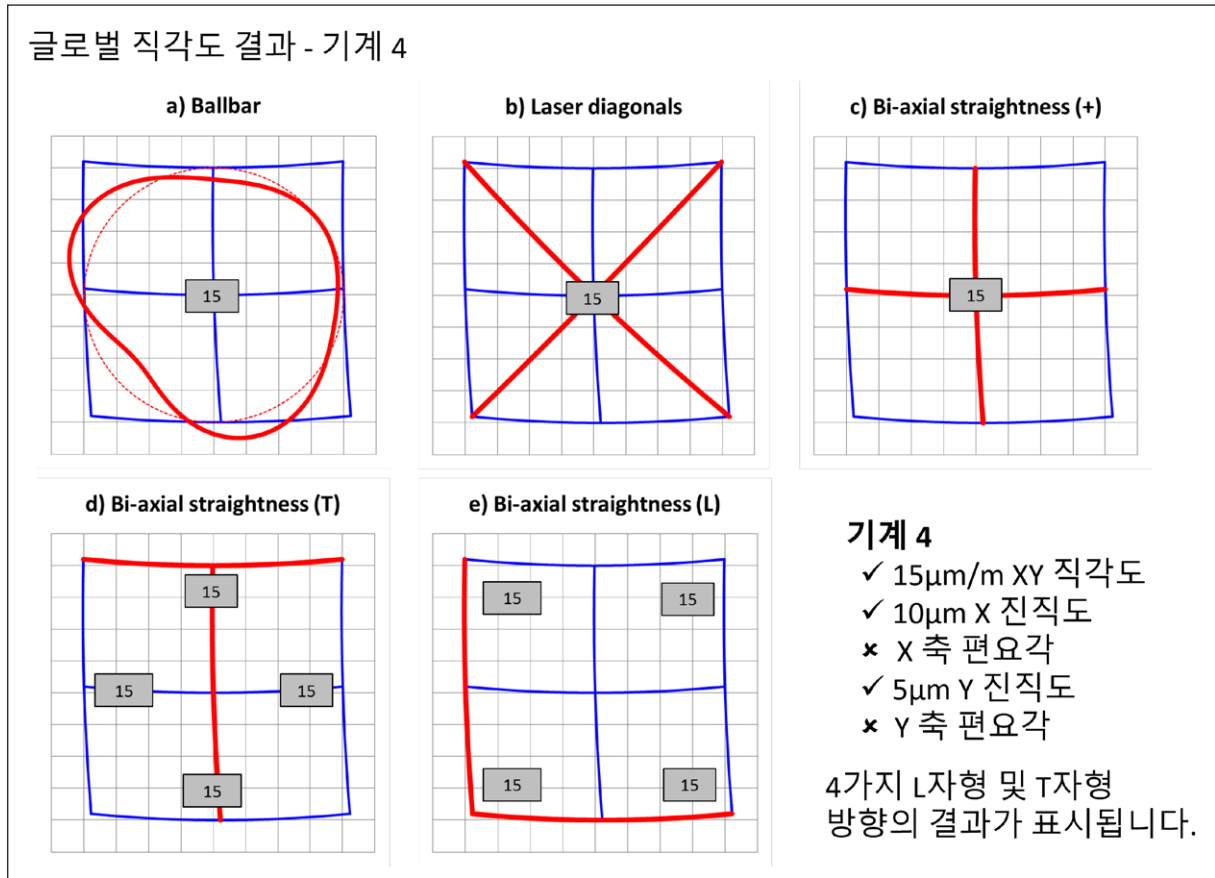 글로벌 직각도 결과 - 기계 4
a) Ballbar
b) Laser diagonals
c) Bi-axial straightness (+)
15
15
15
d) Bi-axial straightness (T)
e) Bi-axial straightness (L)
15
15
15
15
15
15
15
15
기계 4
✓ 15µm/m XY 직각도
✓ 10µm X 진직도
✘ X 축 편요각
✓ 5µm Y 진직도
✘ Y 축 편요각
4가지 L자형 및 T자형
방향의 결과가 표시됩니다.